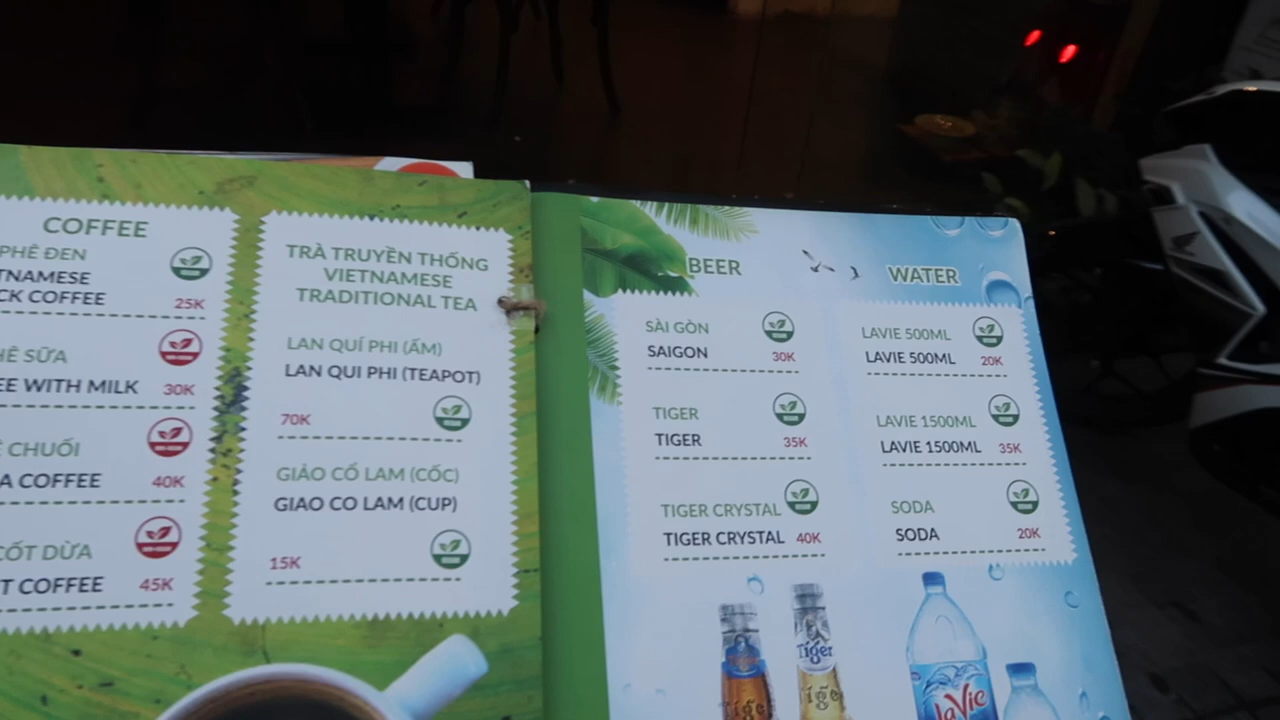 COFFEE
PHÊ ĐEN
TNAMESE
CK COFFEE 25K
HÊ SỮA
EE WITH MILK 30K
Ê CHUỐI
A COFFEE 40K
CỐT DỪA
T COFFEE 45K
TRÀ TRUYỀN THỐNG
VIETNAMESE
TRADITIONAL TEA
LAN QUÍ PHI (ẤM)
LAN QUI PHI (TEAPOT)
70K
GIẢO CỔ LAM (CỐC)
GIAO CO LAM (CUP)
15K
BEER
SÀI GÒN
SAIGON 30K
TIGER
TIGER 35K
TIGER CRYSTAL
TIGER CRYSTAL 40K
WATER
LAVIE 500ML
LAVIE 500ML 20K
LAVIE 1500ML
LAVIE 1500ML 35K
SODA
SODA 20K
Tiger
Tiger
LaVie